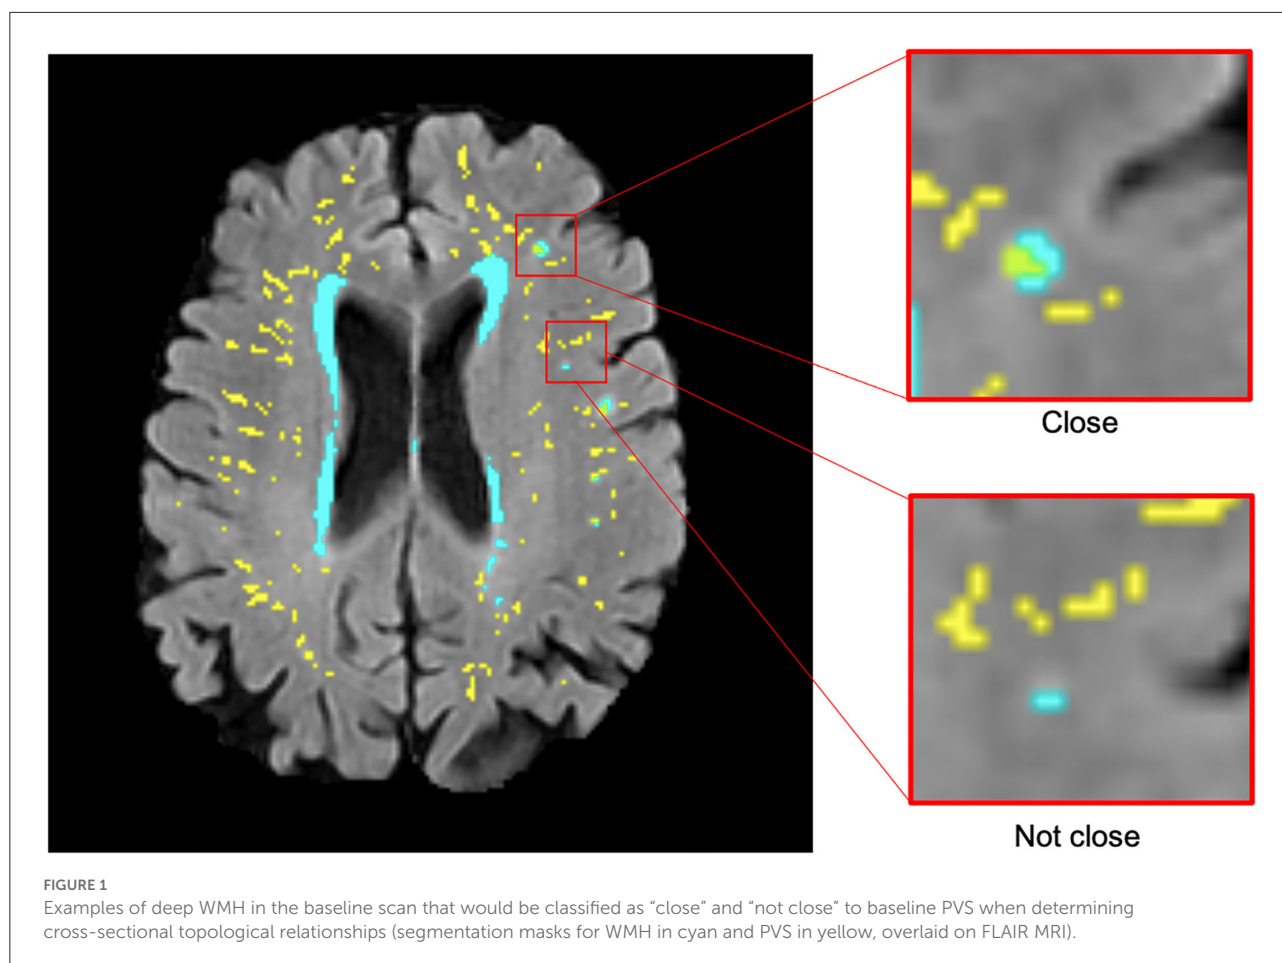 Close
Not close
FIGURE 1
Examples of deep WMH in the baseline scan that would be classified as “close” and “not close” to baseline PVS when determining
cross-sectional topological relationships (segmentation masks for WMH in cyan and PVS in yellow, overlaid on FLAIR MRI).